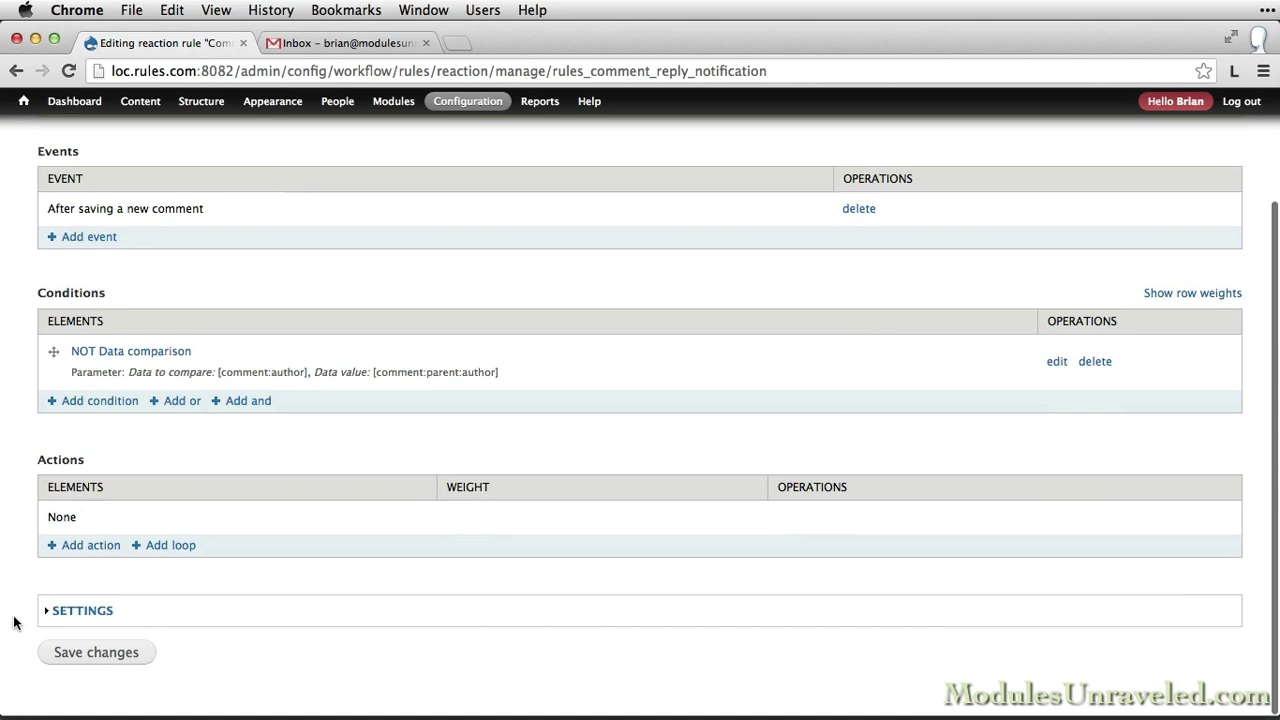 Chrome File Edit View History Bookmarks Window Users Help
Editing reaction rule "Com
Inbox – brian@modulesun
loc.rules.com:8082/admin/config/workflow/rules/reaction/manage/rules_comment_reply_notification
L
Dashboard Content Structure Appearance People Modules Configuration Reports Help Hello Brian Log out
Events
EVENT OPERATIONS
After saving a new comment delete
+ Add event
Conditions Show row weights
ELEMENTS OPERATIONS
NOT Data comparison
edit delete
Parameter: Data to compare: [comment:author], Data value: [comment:parent:author]
+ Add condition + Add or + Add and
Actions
ELEMENTS WEIGHT OPERATIONS
None
+ Add action + Add loop
SETTINGS
Save changes
ModulesUnraveled.com